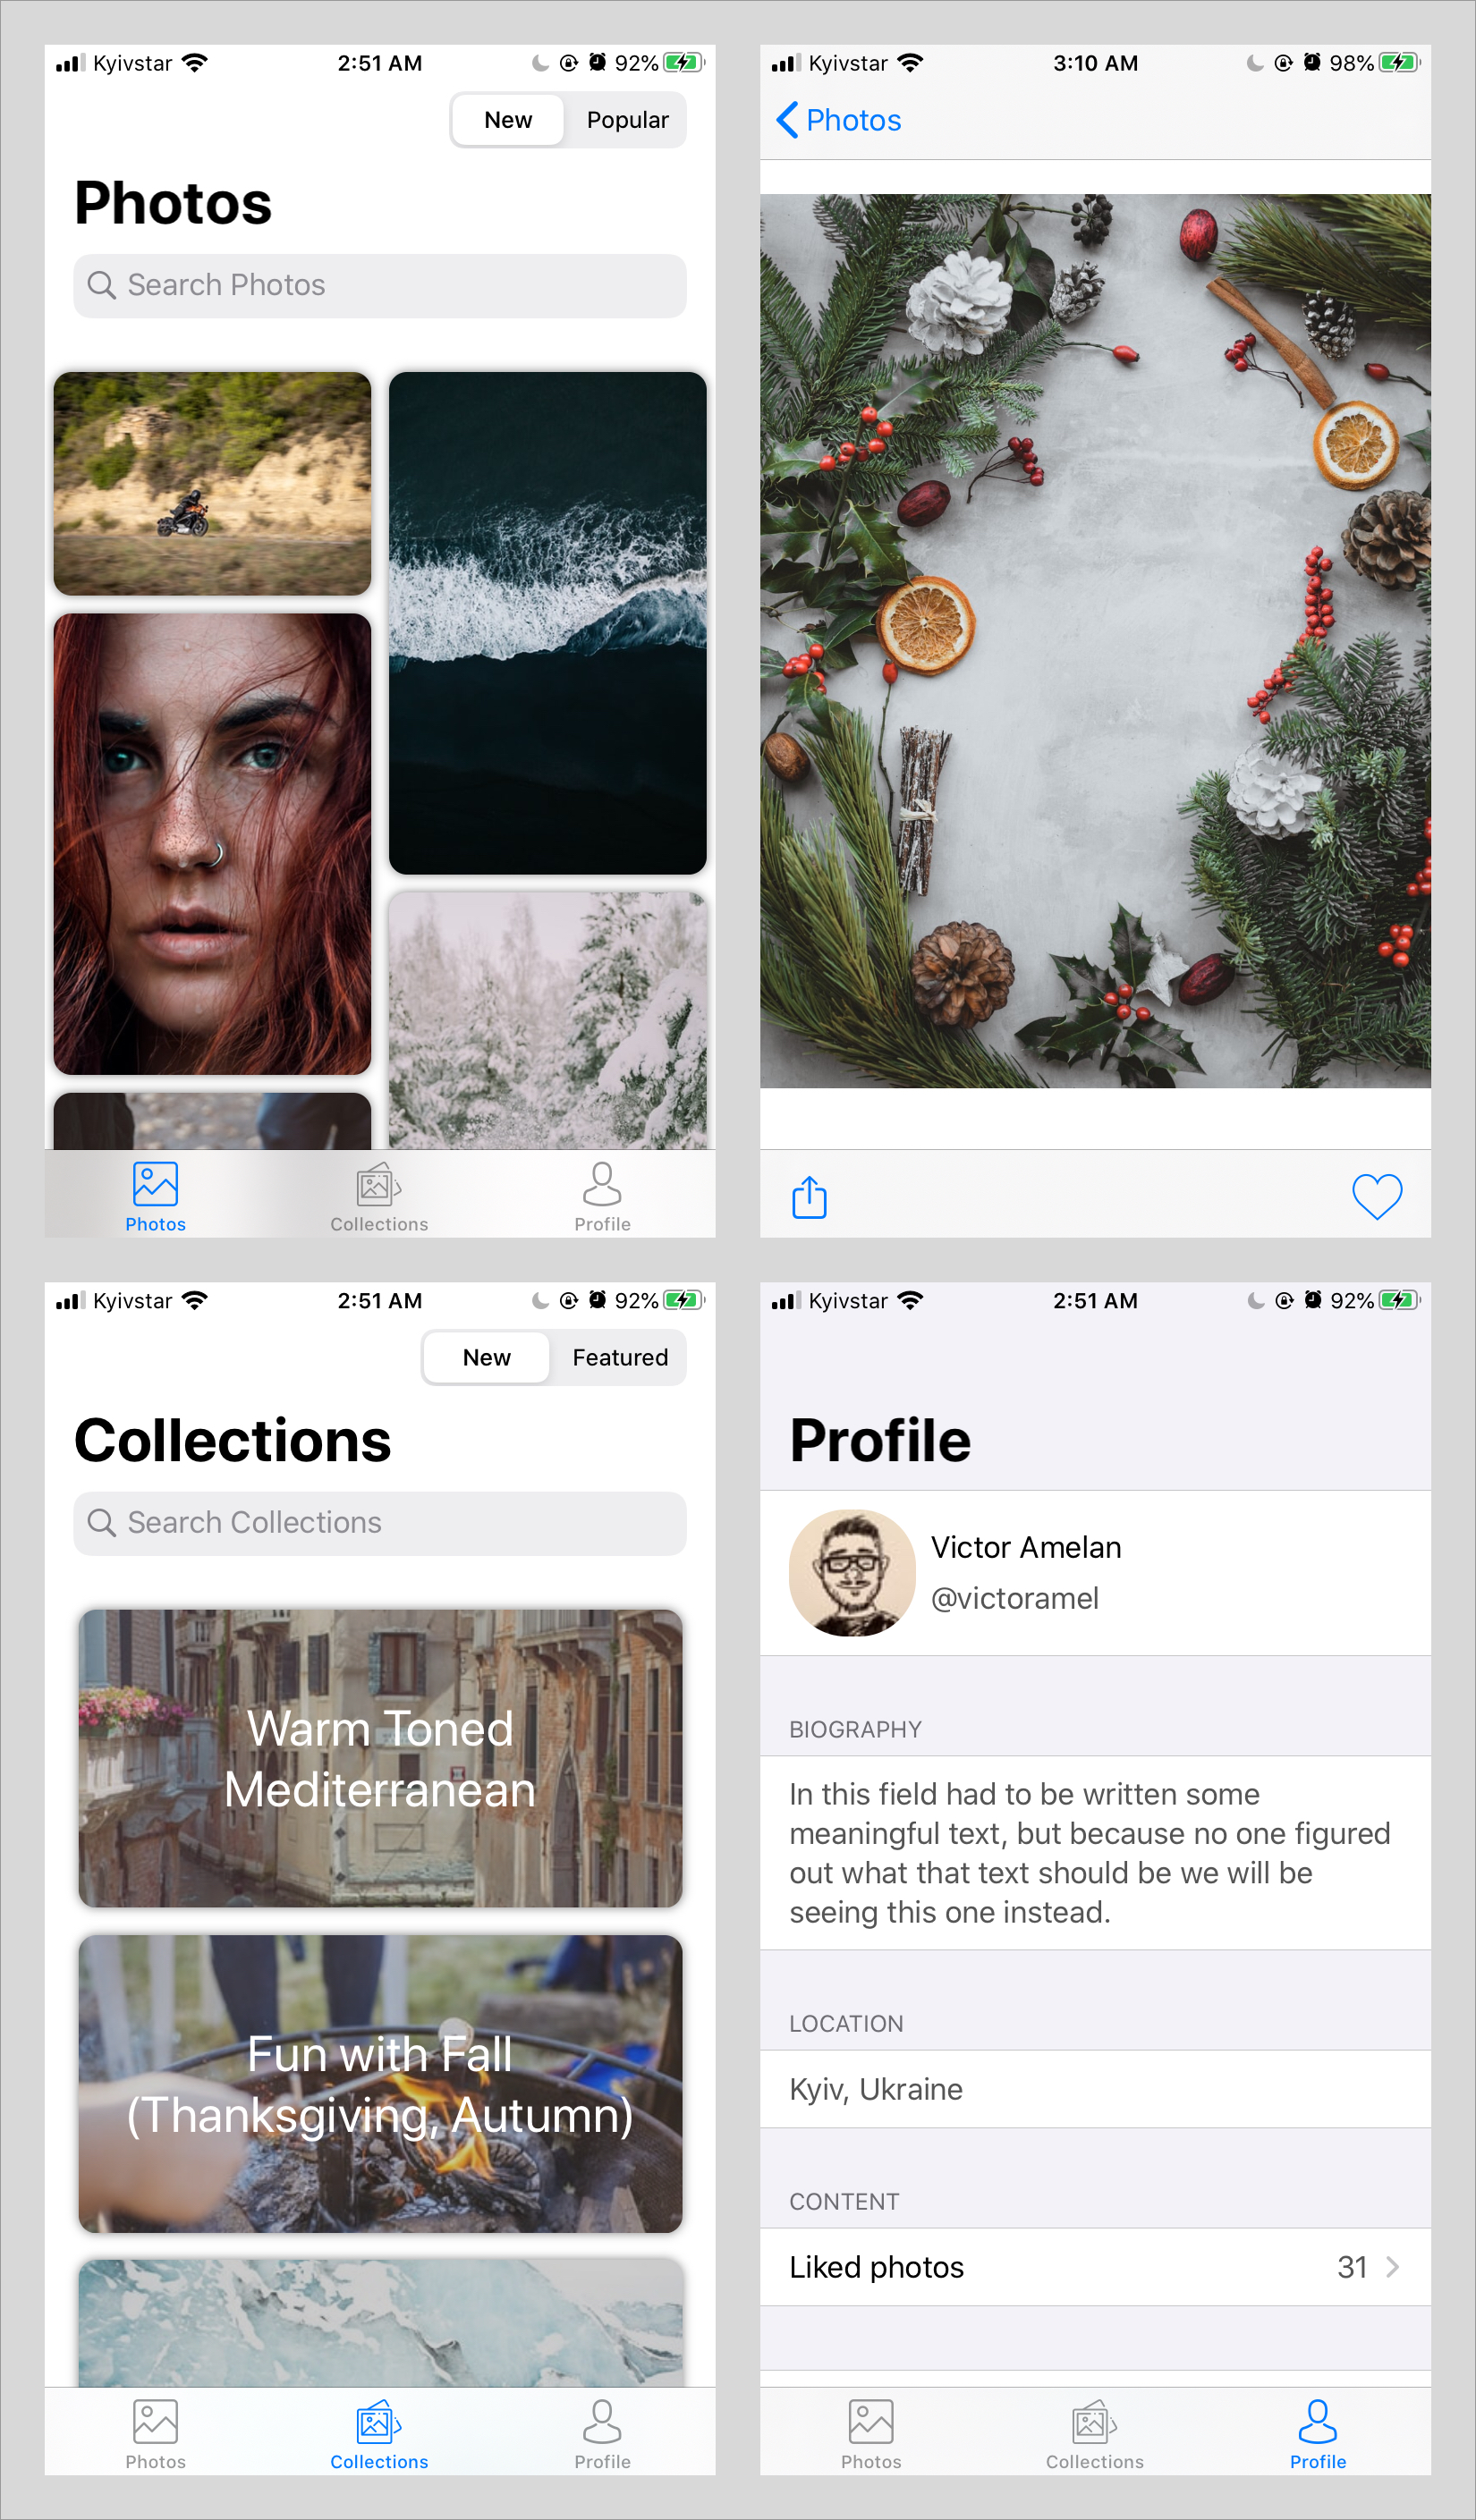 Kyivstar 2:51 AM 92%
New Popular
Photos
Search Photos
Photos Collections Profile
Kyivstar 3:10 AM 98%
Photos
Kyivstar 2:51 AM 92%
New Featured
Collections
Search Collections
Warm Toned
Mediterranean
Fun with Fall
(Thanksgiving, Autumn)
Photos Collections Profile
Kyivstar 2:51 AM 92%
Profile
Victor Amelan
@victoramel
BIOGRAPHY
In this field had to be written some
meaningful text, but because no one figured
out what that text should be we will be
seeing this one instead.
LOCATION
Kyiv, Ukraine
CONTENT
Liked photos 31
Photos Collections Profile